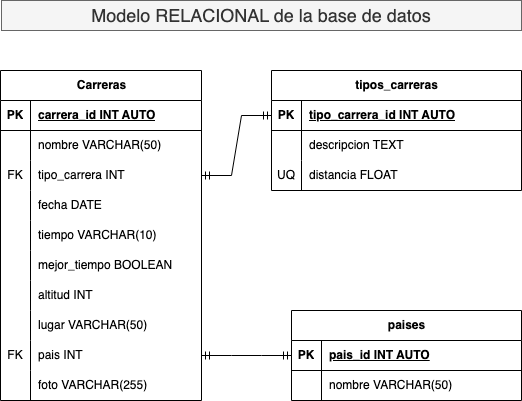 Modelo RELACIONAL de la base de datos
Carreras
PK carrera_id INT AUTO
nombre VARCHAR(50)
FK tipo_carrera INT
fecha DATE
tiempo VARCHAR(10)
mejor_tiempo BOOLEAN
altitud INT
lugar VARCHAR(50)
FK pais INT
foto VARCHAR(255)
tipos_carreras
PK tipo_carrera_id INT AUTO
descripcion TEXT
UQ distancia FLOAT
paises
PK pais_id INT AUTO
nombre VARCHAR(50)